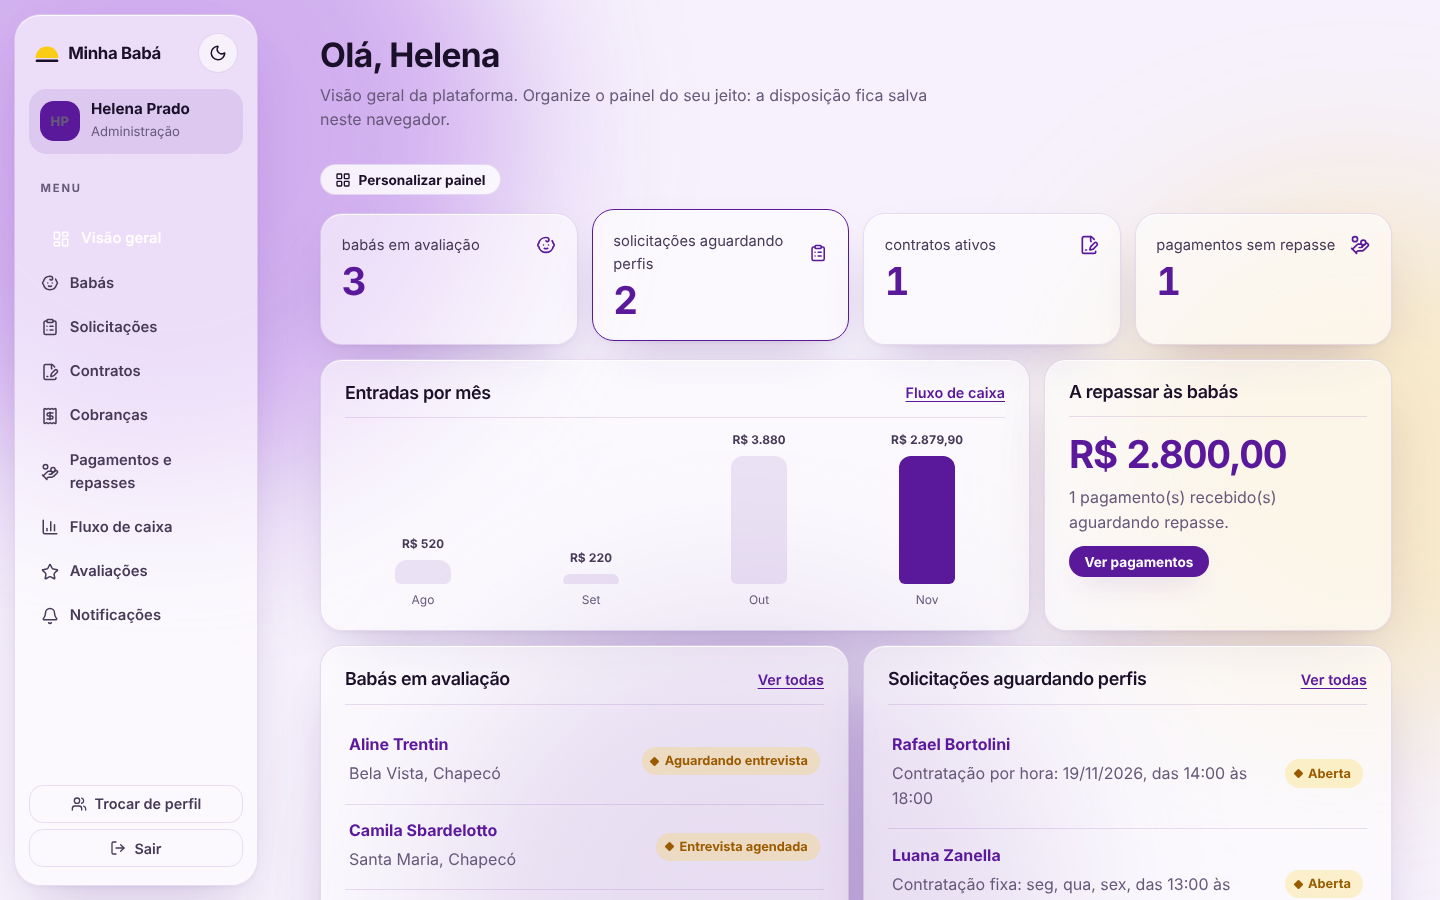 Minha Babá
HP
Helena Prado
Administração
MENU
Visão geral
Babás
Solicitações
Contratos
Cobranças
Pagamentos e
repasses
Fluxo de caixa
Avaliações
Notificações
Trocar de perfil
Sair
Olá, Helena
Visão geral da plataforma. Organize o painel do seu jeito: a disposição fica salva
neste navegador.
Personalizar painel
babás em avaliação
3
solicitações aguardando
perfis
2
contratos ativos
1
pagamentos sem repasse
1
Entradas por mês
Fluxo de caixa
R$ 520
Ago
R$ 220
Set
R$ 3.880
Out
R$ 2.879,90
Nov
A repassar às babás
R$ 2.800,00
1 pagamento(s) recebido(s)
aguardando repasse.
Ver pagamentos
Babás em avaliação
Ver todas
Aline Trentin
Bela Vista, Chapecó
Aguardando entrevista
Camila Sbardelotto
Santa Maria, Chapecó
Entrevista agendada
Solicitações aguardando perfis
Ver todas
Rafael Bortolini
Contratação por hora: 19/11/2026, das 14:00 às
18:00
Aberta
Luana Zanella
Contratação fixa: seg, qua, sex, das 13:00 às
Aberta